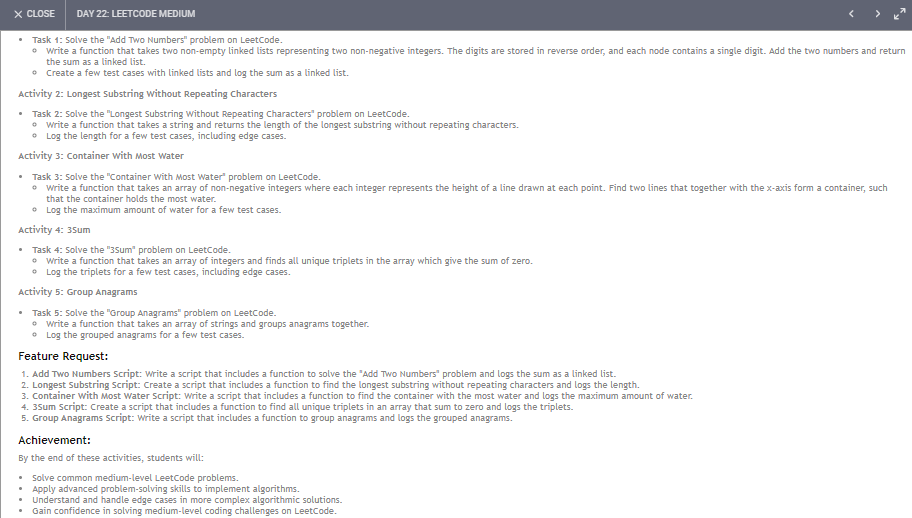 CLOSE DAY 22: LEETCODE MEDIUM
• Task 1: Solve the "Add Two Numbers" problem on LeetCode.
Write a function that takes two non-empty linked lists representing two non-negative integers. The digits are stored in reverse order, and each node contains a single digit. Add the two numbers and return
the sum as a linked list.
Create a few test cases with linked lists and log the sum as a linked list.
Activity 2: Longest Substring Without Repeating Characters
• Task 2: Solve the "Longest Substring Without Repeating Characters" problem on LeetCode.
Write a function that takes a string and returns the length of the longest substring without repeating characters.
Log the length for a few test cases, including edge cases.
Activity 3: Container With Most Water
• Task 3: Solve the "Container With Most Water" problem on LeetCode.
Write a function that takes an array of non-negative integers where each integer represents the height of a line drawn at each point. Find two lines that together with the x-axis form a container, such
that the container holds the most water.
Log the maximum amount of water for a few test cases.
Activity 4: 3Sum
• Task 4: Solve the "3Sum" problem on LeetCode.
Write a function that takes an array of integers and finds all unique triplets in the array which give the sum of zero.
Log the triplets for a few test cases, including edge cases.
Activity 5: Group Anagrams
• Task 5: Solve the "Group Anagrams" problem on LeetCode.
Write a function that takes an array of strings and groups anagrams together.
Log the grouped anagrams for a few test cases.
Feature Request:
1. Add Two Numbers Script: Write a script that includes a function to solve the "Add Two Numbers" problem and logs the sum as a linked list.
2. Longest Substring Script: Create a script that includes a function to find the longest substring without repeating characters and logs the length.
3. Container With Most Water Script: Write a script that includes a function to find the container with the most water and logs the maximum amount of water.
4. 3Sum Script: Create a script that includes a function to find all unique triplets in an array that sum to zero and logs the triplets.
5. Group Anagrams Script: Write a script that includes a function to group anagrams and logs the grouped anagrams.
Achievement:
By the end of these activities, students will:
• Solve common medium-level LeetCode problems.
• Apply advanced problem-solving skills to implement algorithms.
• Understand and handle edge cases in more complex algorithmic solutions.
• Gain confidence in solving medium-level coding challenges on LeetCode.